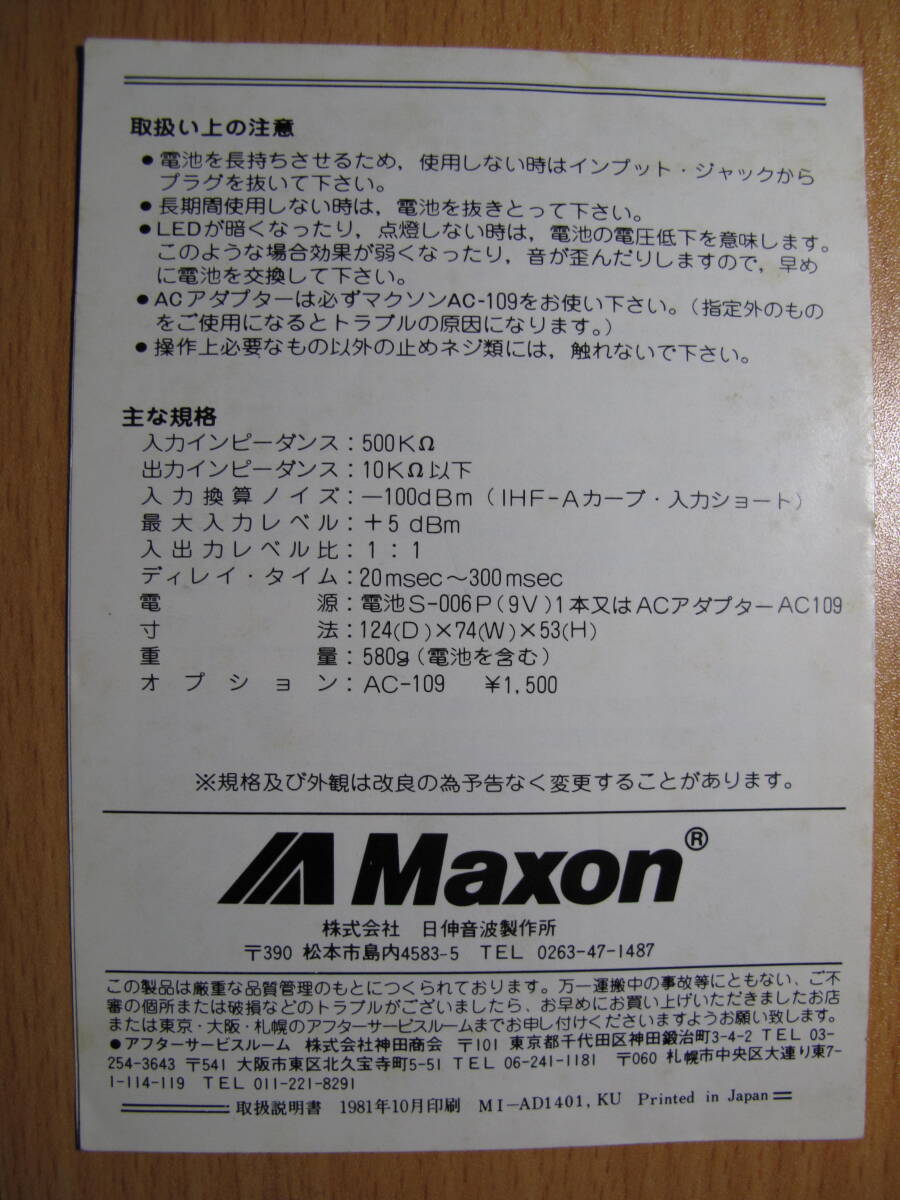 取扱い上の注意
●電池を長持ちさせるため，使用しない時はインプット・ジャックから
プラグを抜いて下さい。
●長期間使用しない時は，電池を抜きとって下さい。
●LEDが暗くなったり，点燈しない時は，電池の電圧低下を意味します。
このような場合効果が弱くなったり，音が歪んだりしますので，早め
に電池を交換して下さい。
●ACアダプターは必ずマクソンAC-109をお使い下さい。（指定外のもの
をご使用になるとトラブルの原因になります。）
●操作上必要なもの以外の止めネジ類には，触れないで下さい。
主な規格
入力インピーダンス：500KΩ
出力インピーダンス：10KΩ以下
入力換算ノイズ：－100dBm（IHF-Aカーブ・入力ショート）
最大入力レベル：＋5 dBm
入出力レベル比：1：1
ディレイ・タイム：20msec～300msec
電　　　　　源：電池S-006P（9V）1本又はACアダプターAC109
寸　　　　　法：124(D)×74(W)×53(H)
重　　　　　量：580g（電池を含む）
オプション：AC-109　¥1,500
※規格及び外観は改良の為予告なく変更することがあります。
Maxon®
株式会社　日伸音波製作所
〒390 松本市島内4583-5 TEL 0263-47-1487
この製品は厳重な品質管理のもとにつくられております。万一運搬中の事故等にともない、ご不
審の個所または破損などのトラブルがございましたら、お早めにお買い上げいただきましたお店
または東京・大阪・札幌のアフターサービスルームまでお申し付けくださいますようお願い致します。
●アフターサービスルーム　株式会社神田商会　〒101 東京都千代田区神田鍛治町3-4-2 TEL 03-
254-3643 〒541 大阪市東区北久宝寺町5-51 TEL 06-241-1181　〒060 札幌市中央区大通り東7-
1-114-119 TEL 011-221-8291
取扱説明書　1981年10月印刷　MI-AD1401, KU　Printed in Japan